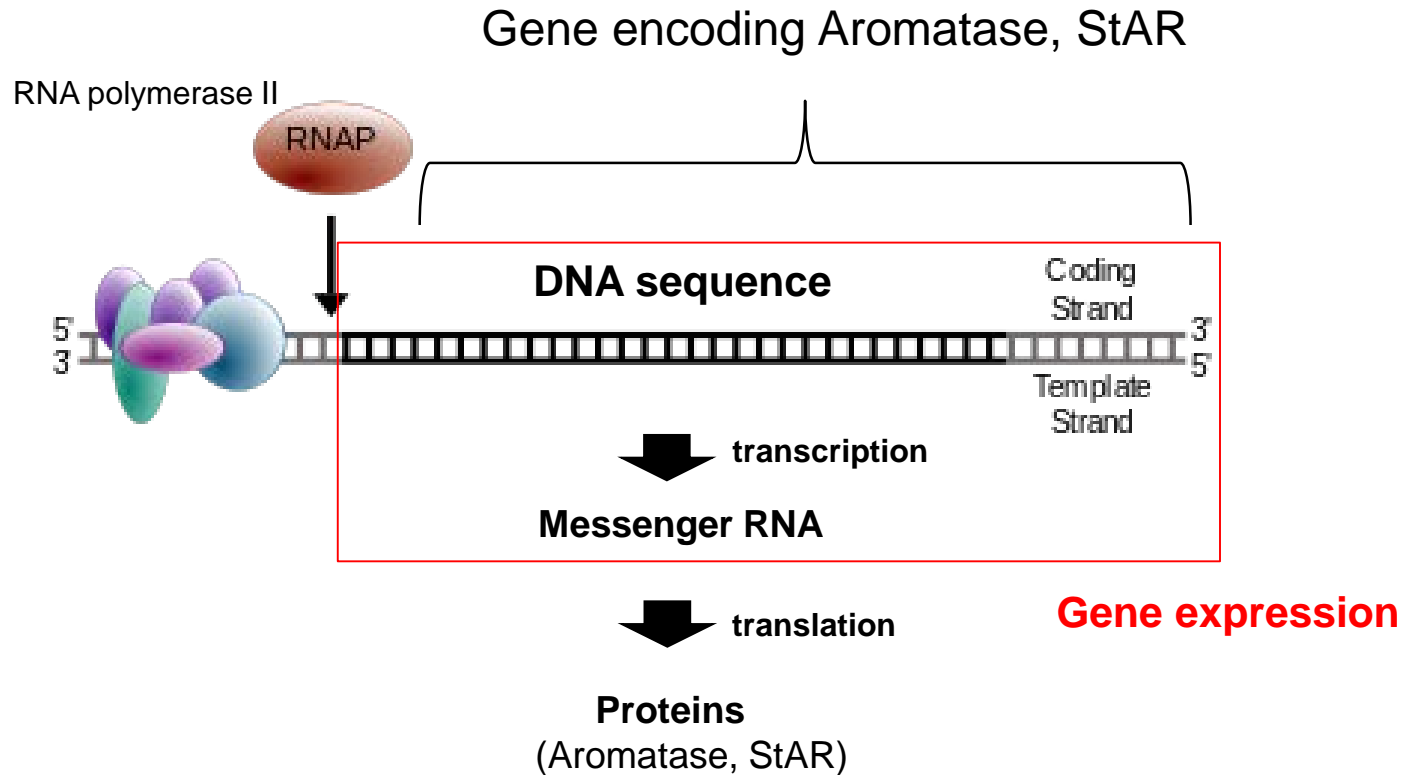 Gene encoding Aromatase, StAR
RNA polymerase II
RNAP
DNA sequence
Coding
Strand
5'
3
3'
5'
Template
Strand
transcription
Messenger RNA
translation
Gene expression
Proteins
(Aromatase, StAR)